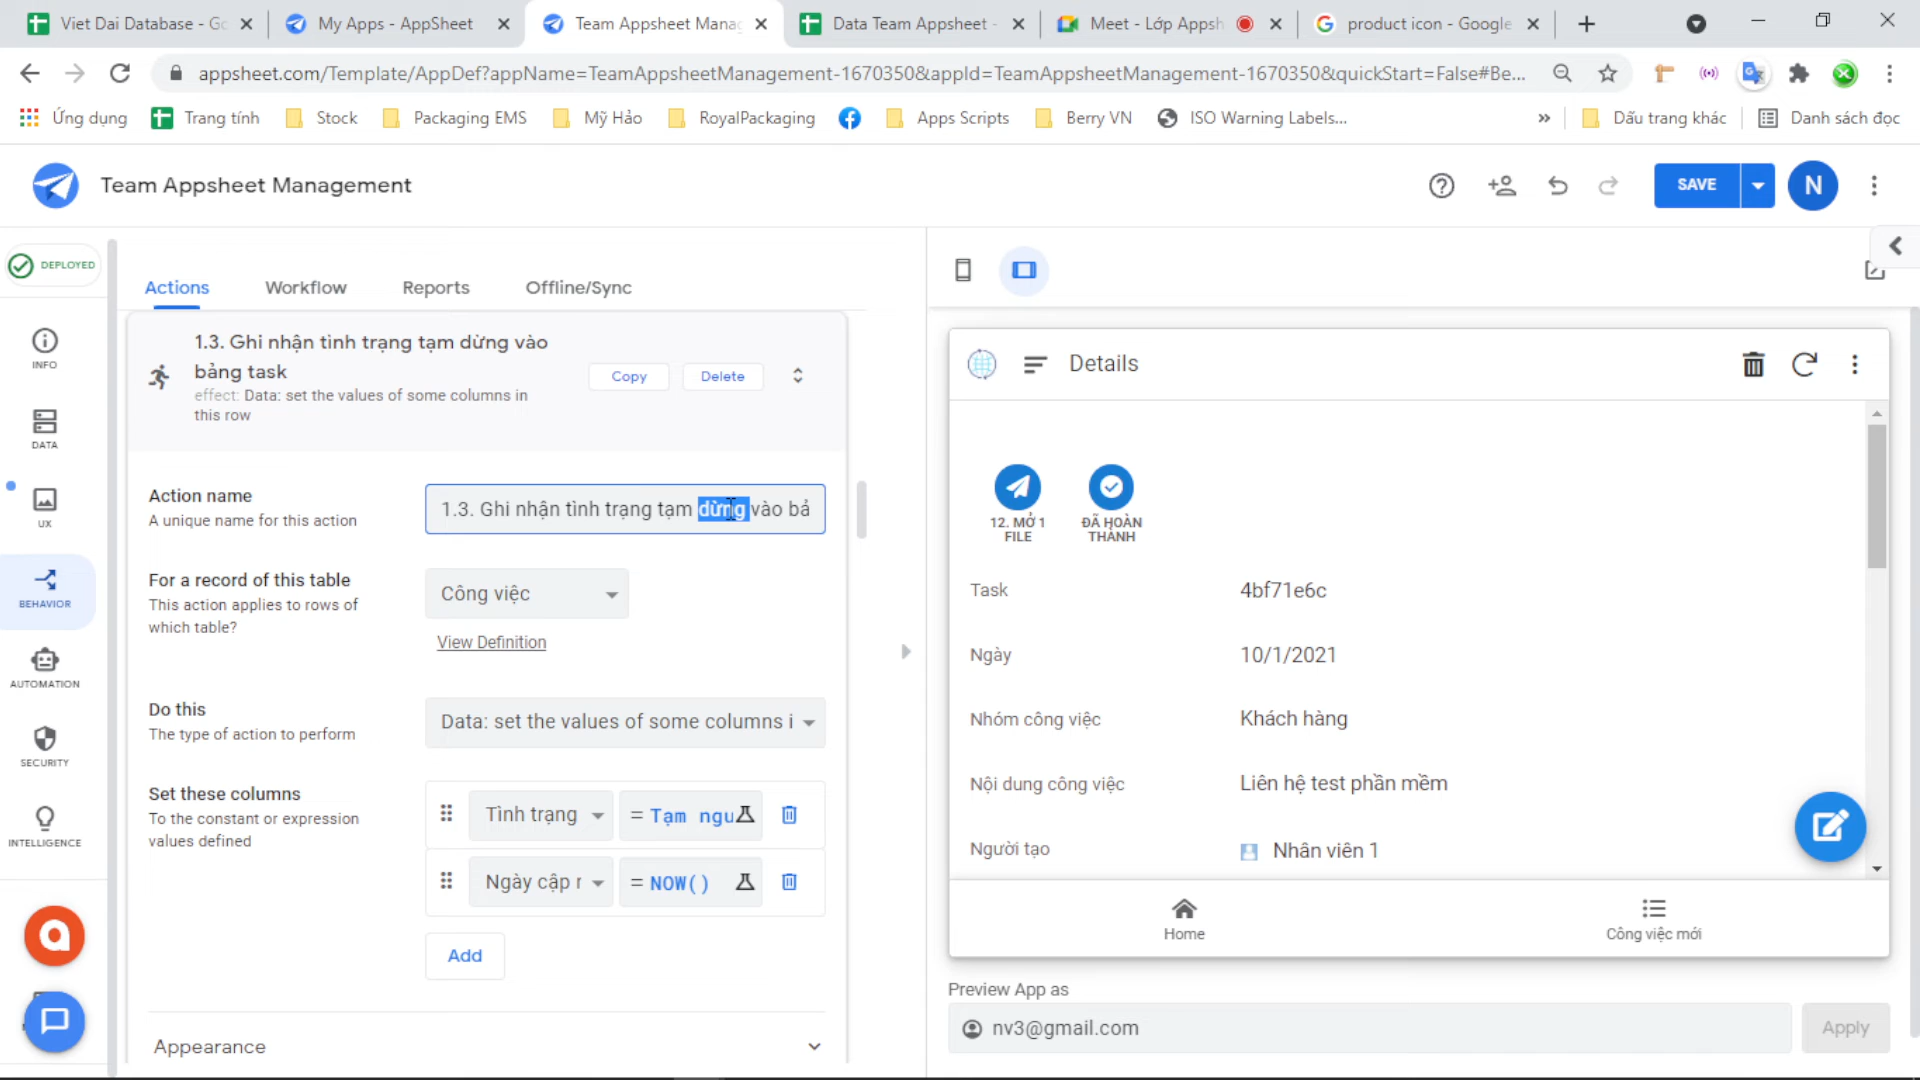 Viet Dai Database - Go
My Apps - AppSheet
Team Appsheet Manag
Data Team Appsheet -
Meet - Lớp Appsh
product icon - Google
appsheet.com/Template/AppDef?appName=TeamAppsheetManagement-1670350&appId=TeamAppsheetManagement-1670350&quickStart=False#Be...
Ứng dụng
Trang tính
Stock
Packaging EMS
Mỹ Hảo
RoyalPackaging
Apps Scripts
Berry VN
ISO Warning Labels...
»
Dấu trang khác
Danh sách đọc
Team Appsheet Management
SAVE
N
DEPLOYED
INFO
DATA
UX
BEHAVIOR
AUTOMATION
SECURITY
INTELLIGENCE
Actions
Workflow
Reports
Offline/Sync
1.3. Ghi nhận tình trạng tạm dừng vào
bảng task
effect: Data: set the values of some columns in
this row
Copy
Delete
Action name
A unique name for this action
1.3. Ghi nhận tình trạng tạm dừng vào bả
For a record of this table
This action applies to rows of
which table?
Công việc
View Definition
Do this
The type of action to perform
Data: set the values of some columns i
Set these columns
To the constant or expression
values defined
Tình trạng
= Tạm ngu
Ngày cập r
= NOW()
Add
Appearance
Details
12. MỞ 1
FILE
ĐÃ HOÀN
THÀNH
Task
4bf71e6c
Ngày
10/1/2021
Nhóm công việc
Khách hàng
Nội dung công việc
Liên hệ test phần mềm
Người tạo
Nhân viên 1
Home
Công việc mới
Preview App as
nv3@gmail.com
Apply